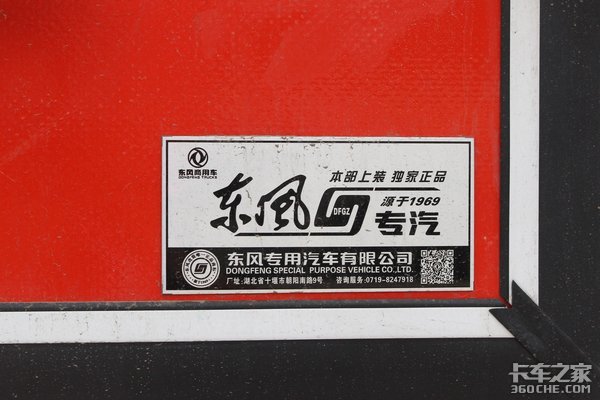 东风商用车
DONGFENG TRUCKS
本部上装 独家正品
东风
DFGZ
源于1969
专汽
东风专用汽车有限公司
DONGFENG SPECIAL PURPOSE VEHICLE CO.,LTD.
厂址:湖北省十堰市朝阳南路9号 咨询服务:0719-8247918
卡车之家
360CHE.COM